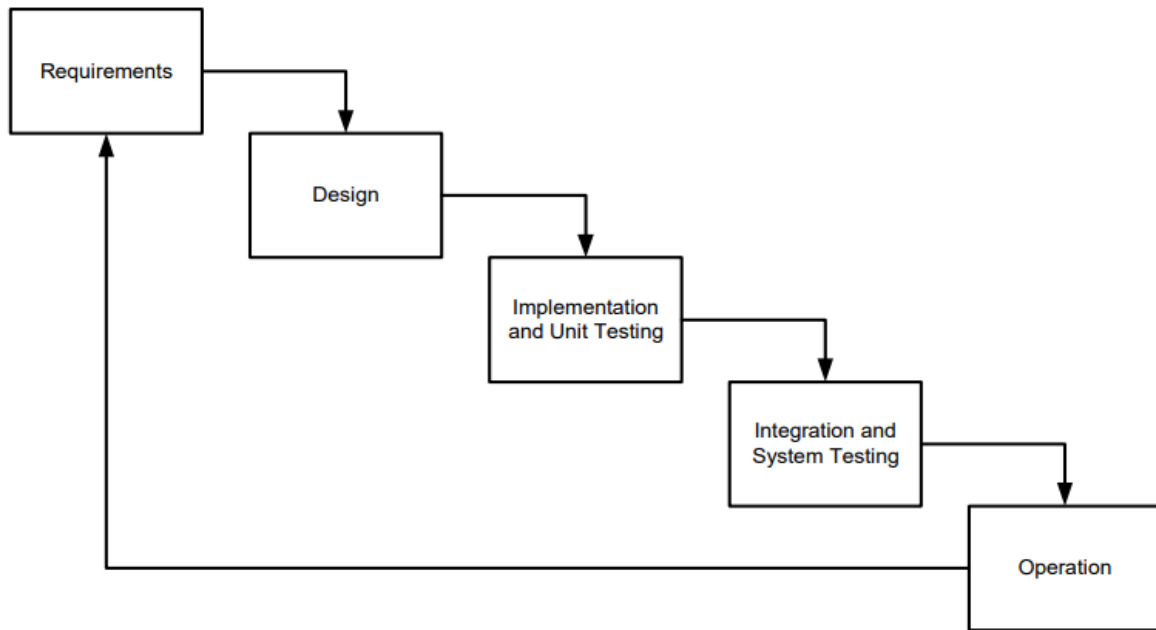 Requirements
Design
Implementation
and Unit Testing
Integration and
System Testing
Operation